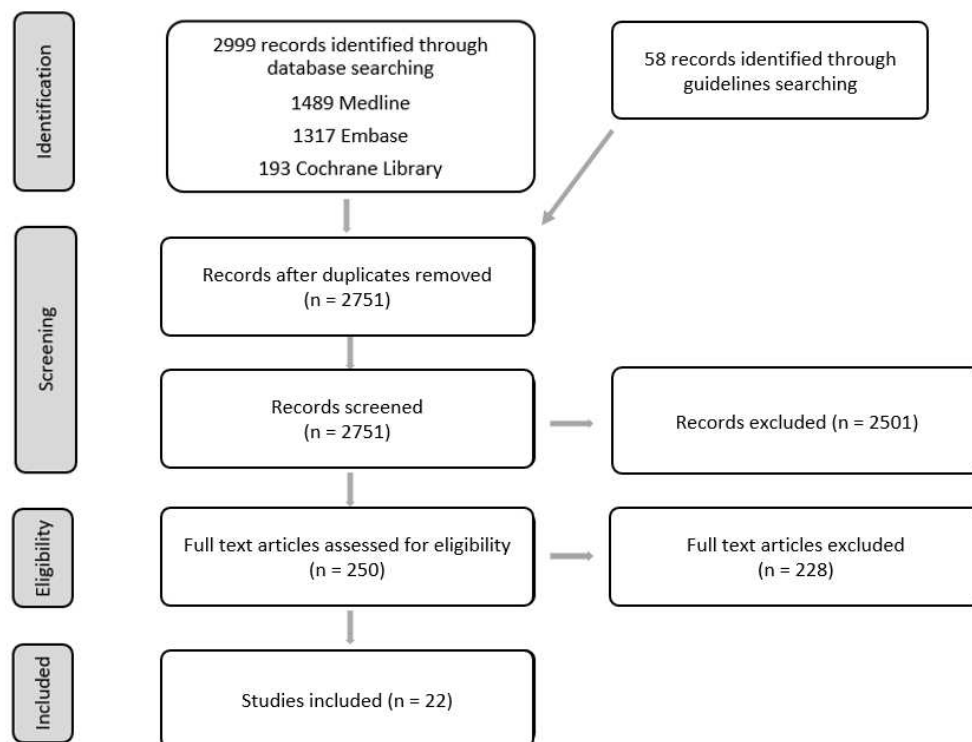 Identification
2999 records identified through
database searching
1489 Medline
1317 Embase
193 Cochrane Library
58 records identified through
guidelines searching
Screening
Records after duplicates removed
(n = 2751)
Records screened
(n = 2751)
Records excluded (n = 2501)
Eligibility
Full text articles assessed for eligibility
(n = 250)
Full text articles excluded
(n = 228)
Included
Studies included (n = 22)